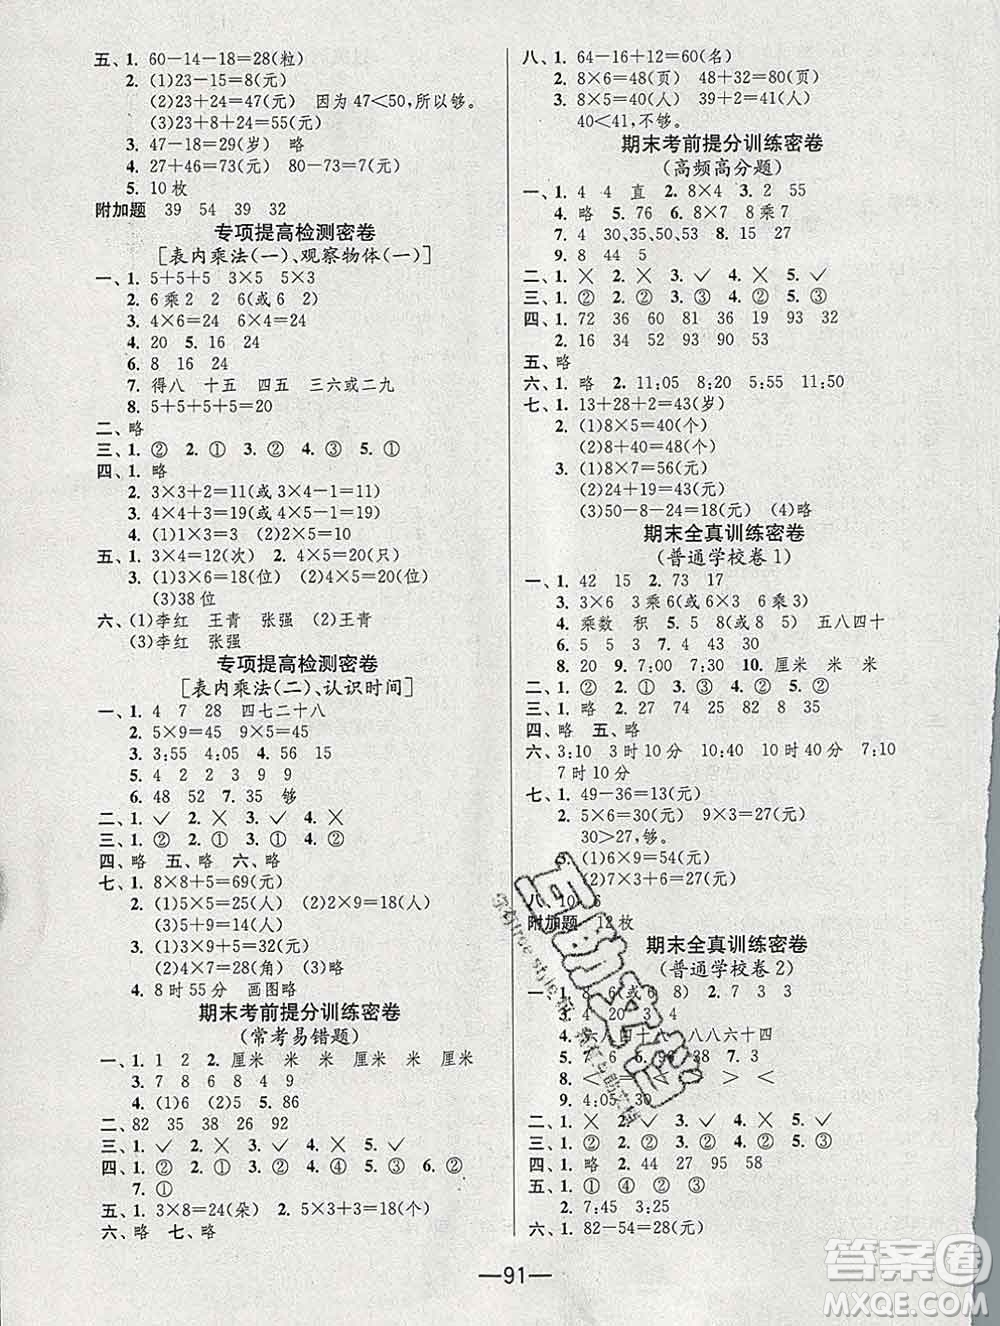 五、1. 60－14－18＝28(粒)
2. (1)23－15＝8(元)
(2)23＋24＝47(元) 因为 47＜50,所以够。
(3)23＋8＋24＝55(元)
3. 47－18＝29(岁) 略
4. 27＋46＝73(元) 80－73＝7(元)
5. 10 枚
附加题 39 54 39 32
专项提高检测密卷
［表内乘法(一)、观察物体(一)］
一、1. 5＋5＋5 3×5 5×3
2. 6 乘 2 2 6(或 6 2)
3. 4×6＝24 6×4＝24
4. 20 5. 16 24
6. 8 16 24
7. 得八 十五 四五 三六或二九
8. 5＋5＋5＋5＝20
二、略
三、1. ② 2. ① 3. ① 4. ③ 5. ①
四、1. 略
2. 3×3＋2＝11(或 3×4－1＝11)
3. 4×4＋3＝19(或 4×5－1＝19)
4. (1)1×3＝3 (2)2×5＝10
五、1. 3×4＝12(次) 2. 4×5＝20(只)
3. (1)3×6＝18(位) (2)4×5＝20(位)
(3)38 位
六、(1)李红 王青 张强 (2)王青
(3)李红 张强
专项提高检测密卷
［表内乘法(二)、认识时间］
一、1. 4 7 28 四七二十八
2. 5×9＝45 9×5＝45
3. 3:55 4:05 4. 56 15
5. 4 2 2 3 9 9
6. 48 52 7. 35 够
二、1. ✓ 2. × 3. × 4. ×
三、1. ② 2. ① 3. ① 4. ②
四、略 五、略 六、略
七、1. 8×8＋5＝69(元)
2. (1)5×5＝25(人) (2)2×9＝18(人)
(3)5＋9＝14(人)
3. (1)3×9＋5＝32(元)
(2)4×7＝28(角) (3)略
4. 8 时 55 分 画图略
期末考前提分训练密卷
(常考易错题)
一、1. 1 2 2. 厘米 米 米 厘米 厘米
3. 7 7 8 8 9 9
4. (1)6 (2)5 5. 86
二、82 35 38 26 92
三、1. ✓ 2. × 3. × 4. × 5. ✓
四、1. ② 2. ① 3. ④ 4. ③ 5. ③ 6. ②
7. ①
五、1. 3×8＝24(朵) 2. 5×3＋3＝18(个)
六、略 七、略
八、1. 64－16＋12＝60(名)
2. 8×6＝48(页) 48＋32＝80(页)
3. 8×5＝40(人) 39＋2＝41(人)
40＜41,不够。
期末考前提分训练密卷
(高频高分题)
一、1. 4 4 直 2. 8×4 3. 2 55
4. 略 5. 76 6. 8×7 8 乘 7
7. 30、35、50、53 8. 15 27
9. 8 44 5
二、1. × 2. × 3. × 4. ✓ 5. ✓
三、1. ② 2. ② 3. ② 4. ② 5. ②
四、1. 72 36 60 81 36 19 93 32
2. 16 34 52 93 90 53
五、略
六、1. 略 2. 11:05 8:20 5:55 11:50
七、1. 13＋28＋2＝43(岁)
2. (1)8×5＝40(个)
(2)8＋40＝48(个)
3. (1)8×7＝56(元)
(2)24＋19＝43(元)
(3)50－8－24＝18(元) (4)略
期末全真训练密卷
(普通学校卷 1)
一、1. 42 15 2. 73 17
3. 3×6 3 乘 6(或 6×3 6 乘 3)
4. 乘数 积 5. 5 8(或 8 5) 五八四十
6. 5 5 8 7. 4 43 30
8. 20 9. 7:00 7:30 10. 厘米 米 米
二、1. ② 2. ① 3. ② 4. ② 5. ①
三、1. 略 2. 27 74 25 82 8 35
四、略 五、略
六、3:10 3 时 10 分 10:40 10 时 40 分 7:10
7 时 10 分
七、1. 49－36＝13(元)
2. 5×6＝30(元) 9×3＝27(元)
30＞27,够。
(1)6×9＝54(元)
(2)7×6＝42(元)
八、10 6
附加题 12 枚
期末全真训练密卷
(普通学校卷 2)
8 6(或 8) 2. 7 3 3
3. 8 8 9 4
4. 六八四十八 八八六十四
5. 7 6 38 7. 5
8. ＜ ＜ ＞ ＝
9. 4:05 30
二、1. × 2. × 3. ✓ 4. ✓ 5. ✓
三、1. ② 2. ② 3. ① 4. ② 5. ③
四、1. 略 2. 44 27 95 58
五、1. ① ④ ② ③
2. 7:45 3:25
六、1. 82－54＝28(元)
—91—
答案圈
MXQE.COM